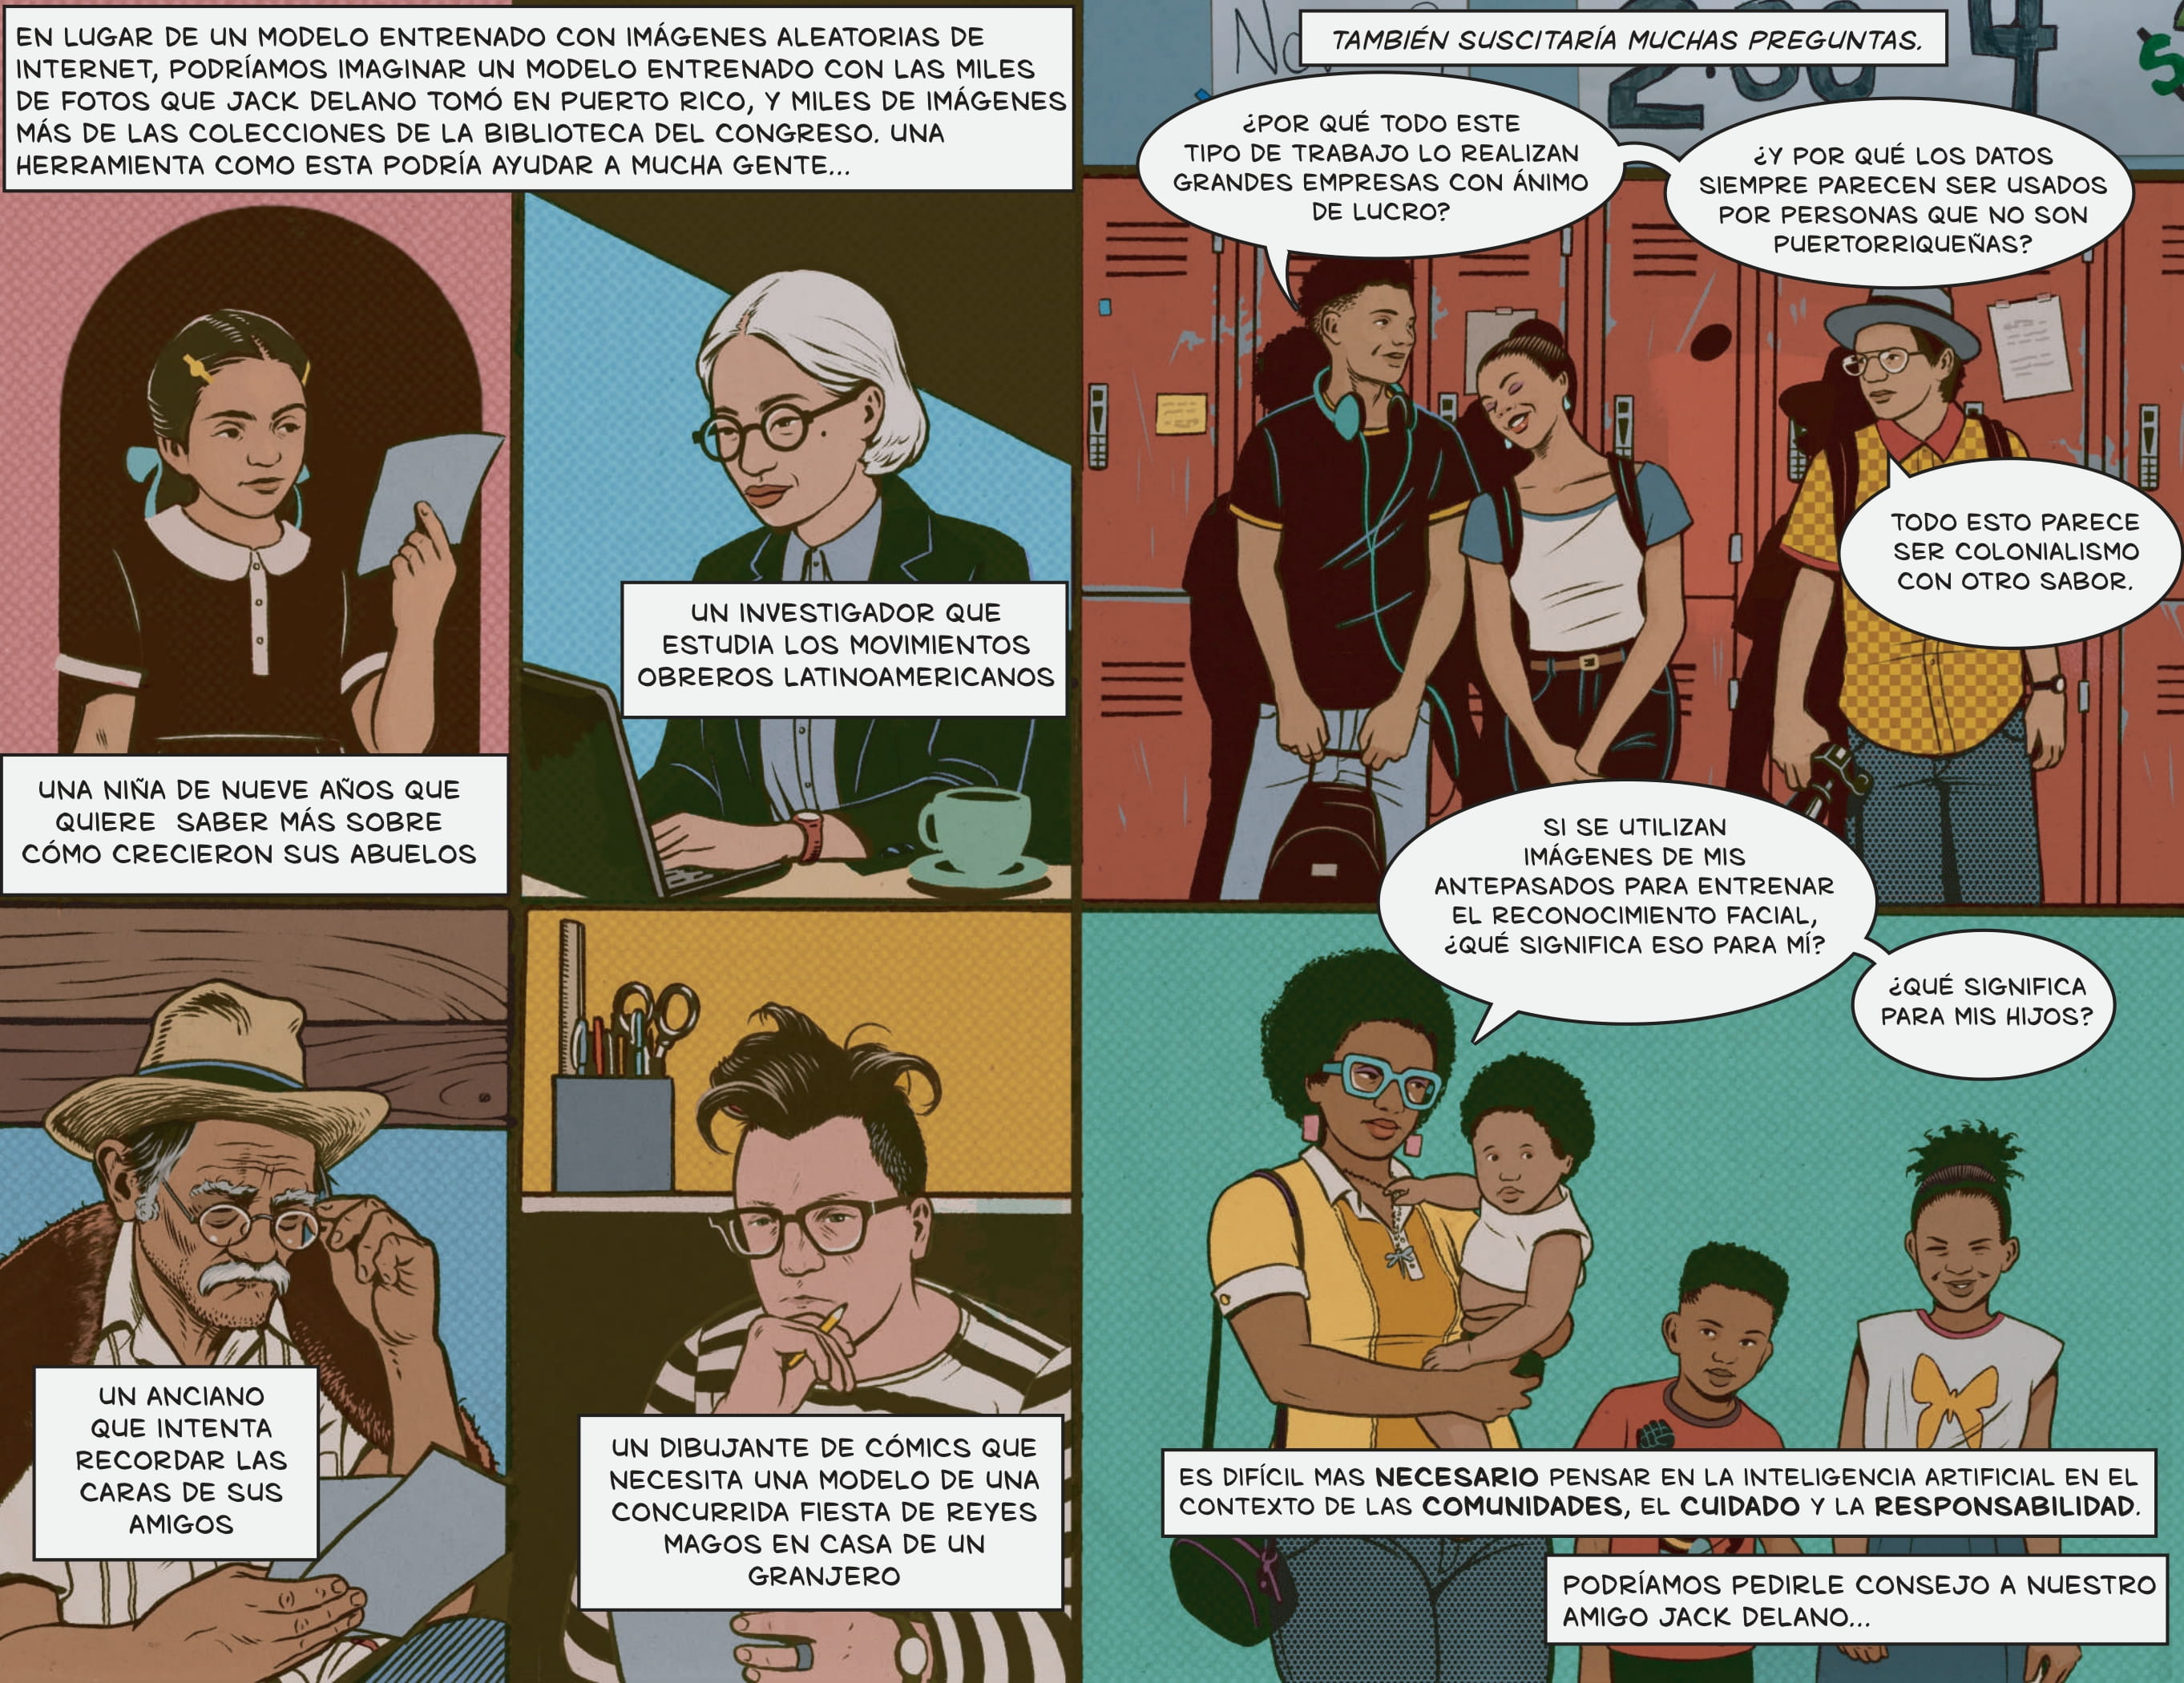 EN LUGAR DE UN MODELO ENTRENADO CON IMÁGENES ALEATORIAS DE
INTERNET, PODRÍAMOS IMAGINAR UN MODELO ENTRENADO CON LAS MILES
DE FOTOS QUE JACK DELANO TOMÓ EN PUERTO RICO, Y MILES DE IMÁGENES
MÁS DE LAS COLECCIONES DE LA BIBLIOTECA DEL CONGRESO. UNA
HERRAMIENTA COMO ESTA PODRÍA AYUDAR A MUCHA GENTE...
UNA NIÑA DE NUEVE AÑOS QUE
QUIERE SABER MÁS SOBRE
CÓMO CRECIERON SUS ABUELOS
UN INVESTIGADOR QUE
ESTUDIA LOS MOVIMIENTOS
OBREROS LATINOAMERICANOS
UN ANCIANO
QUE INTENTA
RECORDAR LAS
CARAS DE SUS
AMIGOS
UN DIBUJANTE DE CÓMICS QUE
NECESITA UNA MODELO DE UNA
CONCURRIDA FIESTA DE REYES
MAGOS EN CASA DE UN
GRANJERO
TAMBIÉN SUSCITARÍA MUCHAS PREGUNTAS.
¿POR QUÉ TODO ESTE
TIPO DE TRABAJO LO REALIZAN
GRANDES EMPRESAS CON ÁNIMO
DE LUCRO?
¿Y POR QUÉ LOS DATOS
SIEMPRE PARECEN SER USADOS
POR PERSONAS QUE NO SON
PUERTORRIQUEÑAS?
TODO ESTO PARECE
SER COLONIALISMO
CON OTRO SABOR.
SI SE UTILIZAN
IMÁGENES DE MIS
ANTEPASADOS PARA ENTRENAR
EL RECONOCIMIENTO FACIAL,
¿QUÉ SIGNIFICA ESO PARA MÍ?
¿QUÉ SIGNIFICA
PARA MIS HIJOS?
ES DIFÍCIL MAS NECESARIO PENSAR EN LA INTELIGENCIA ARTIFICIAL EN EL
CONTEXTO DE LAS COMUNIDADES, EL CUIDADO Y LA RESPONSABILIDAD.
PODRÍAMOS PEDIRLE CONSEJO A NUESTRO
AMIGO JACK DELANO...